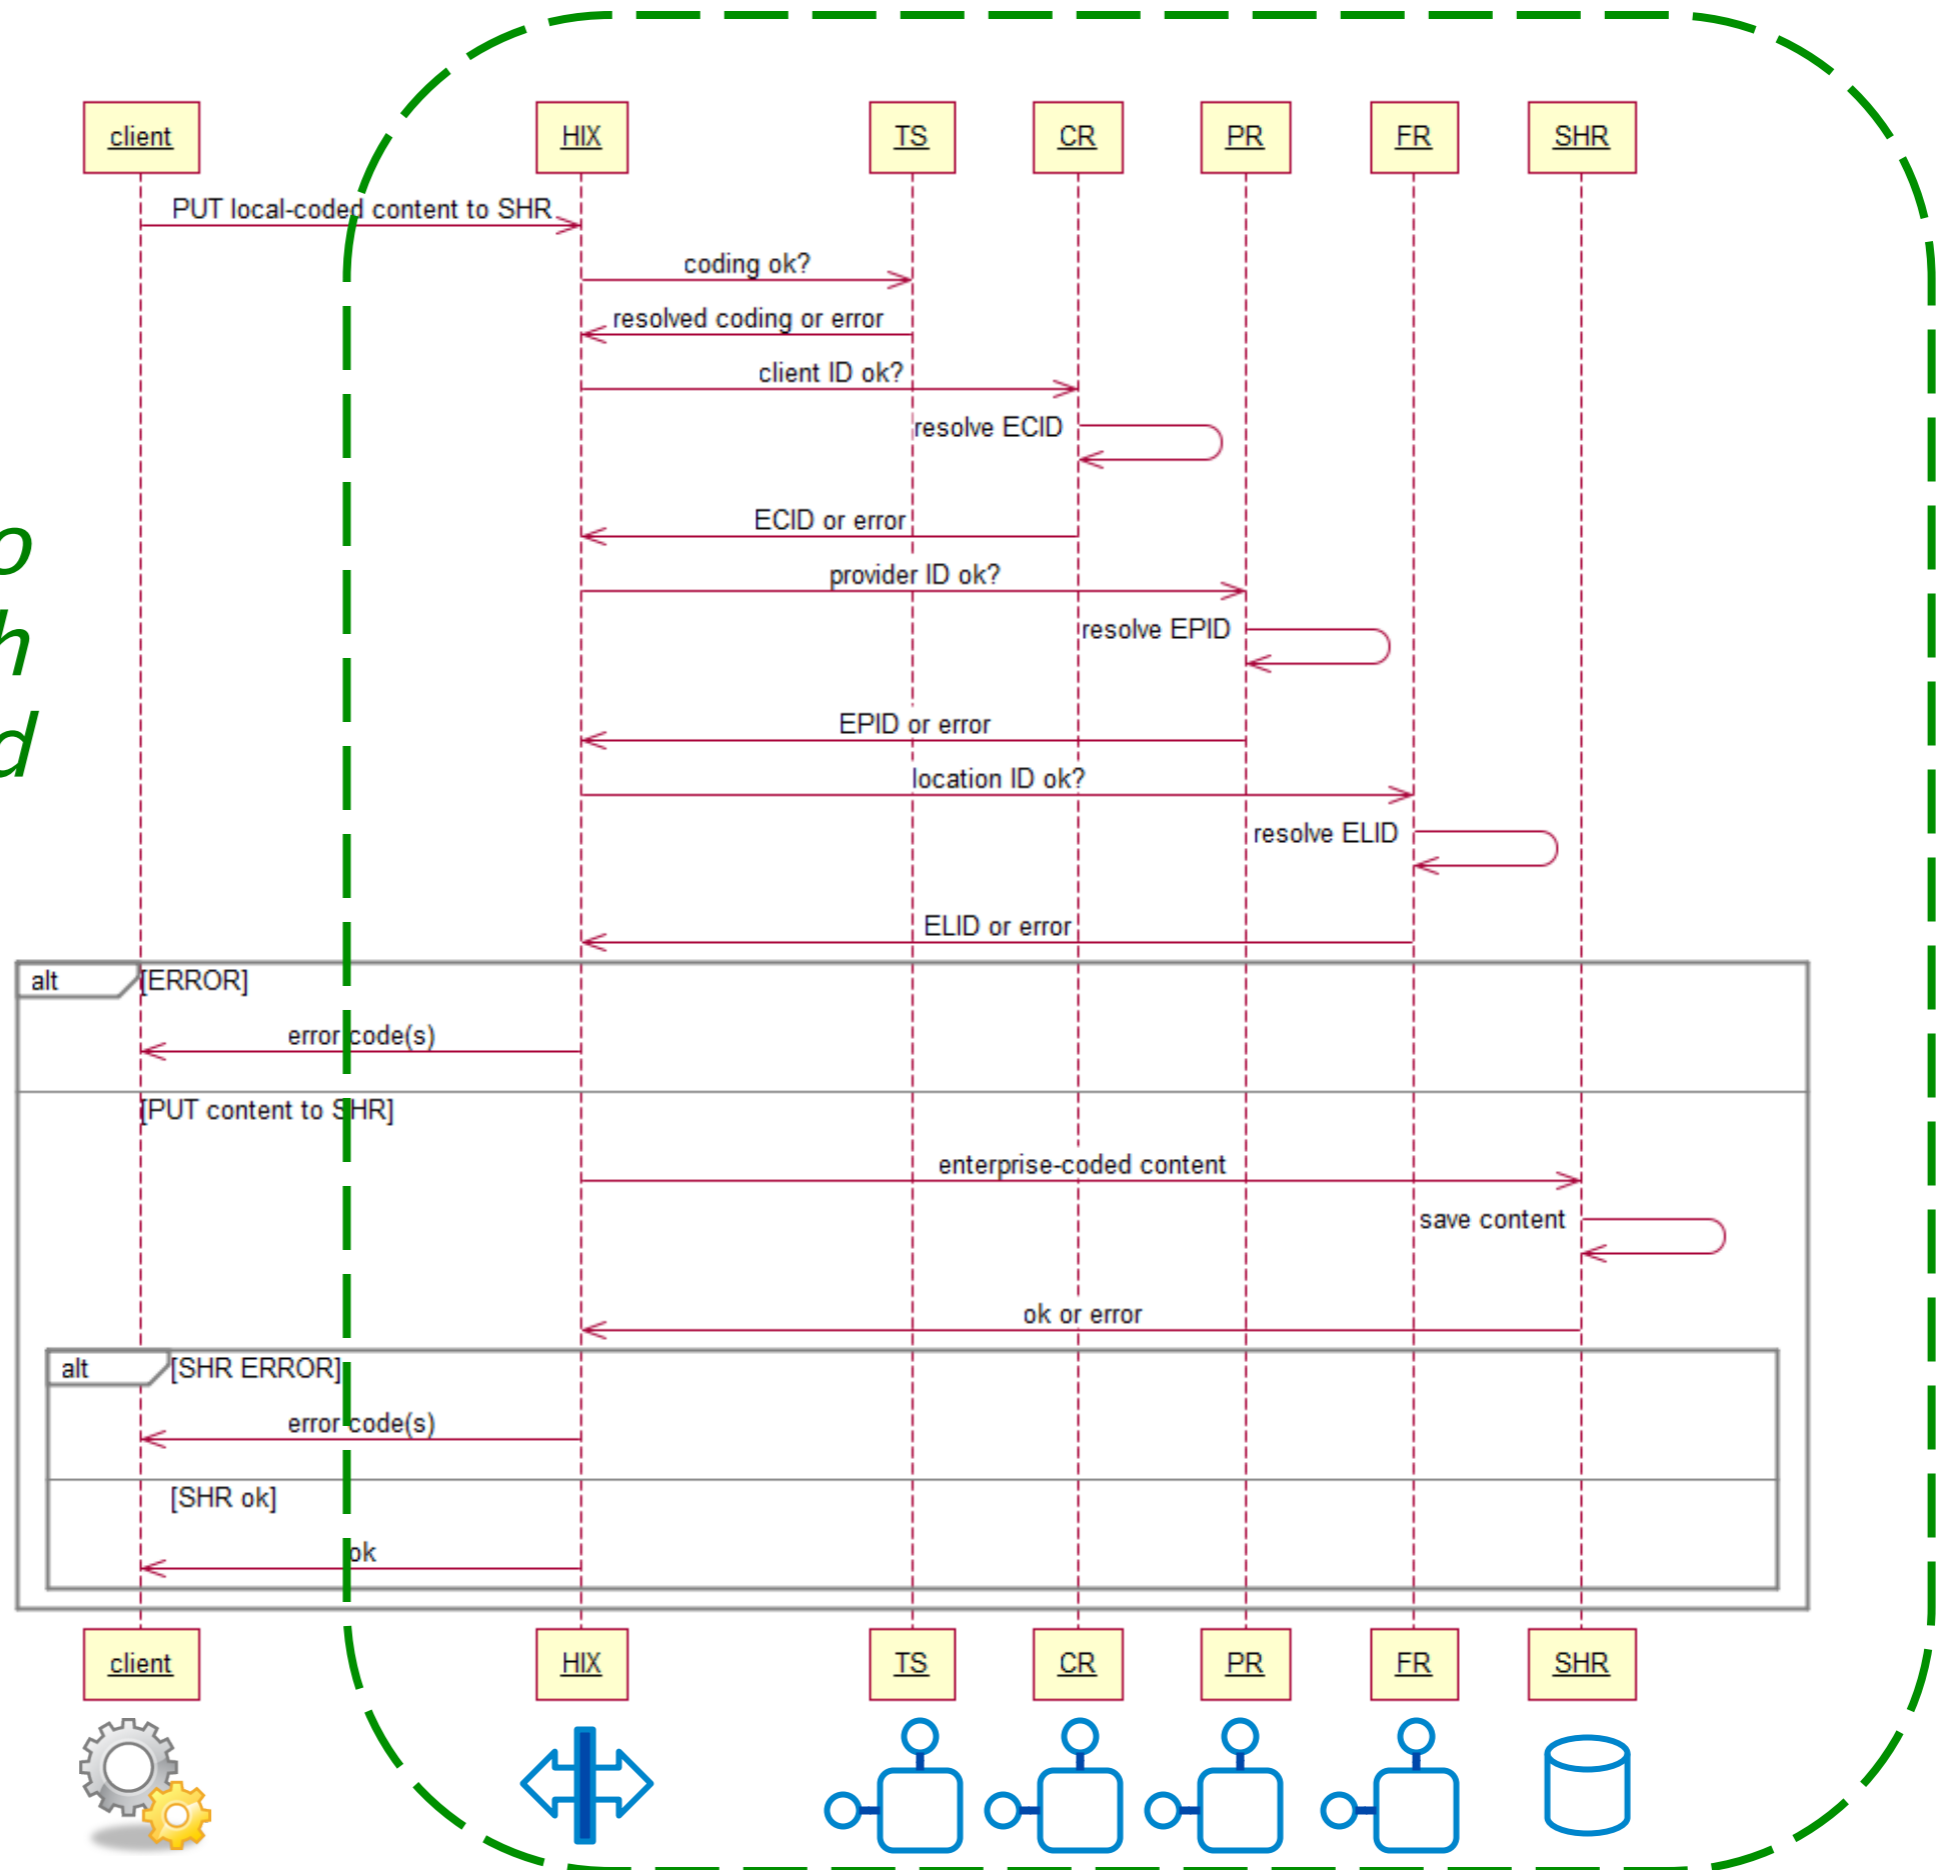 client HIX TS CR PR FR SHR
PUT local-coded content to SHR
coding ok?
resolved coding or error
client ID ok?
resolve ECID
ECID or error
provider ID ok?
resolve EPID
EPID or error
location ID ok?
resolve ELID
ELID or error
alt [ERROR]
error code(s)
[PUT content to SHR]
enterprise-coded content
save content
ok or error
alt [SHR ERROR]
error code(s)
[SHR ok]
ok
client HIX TS CR PR FR SHR